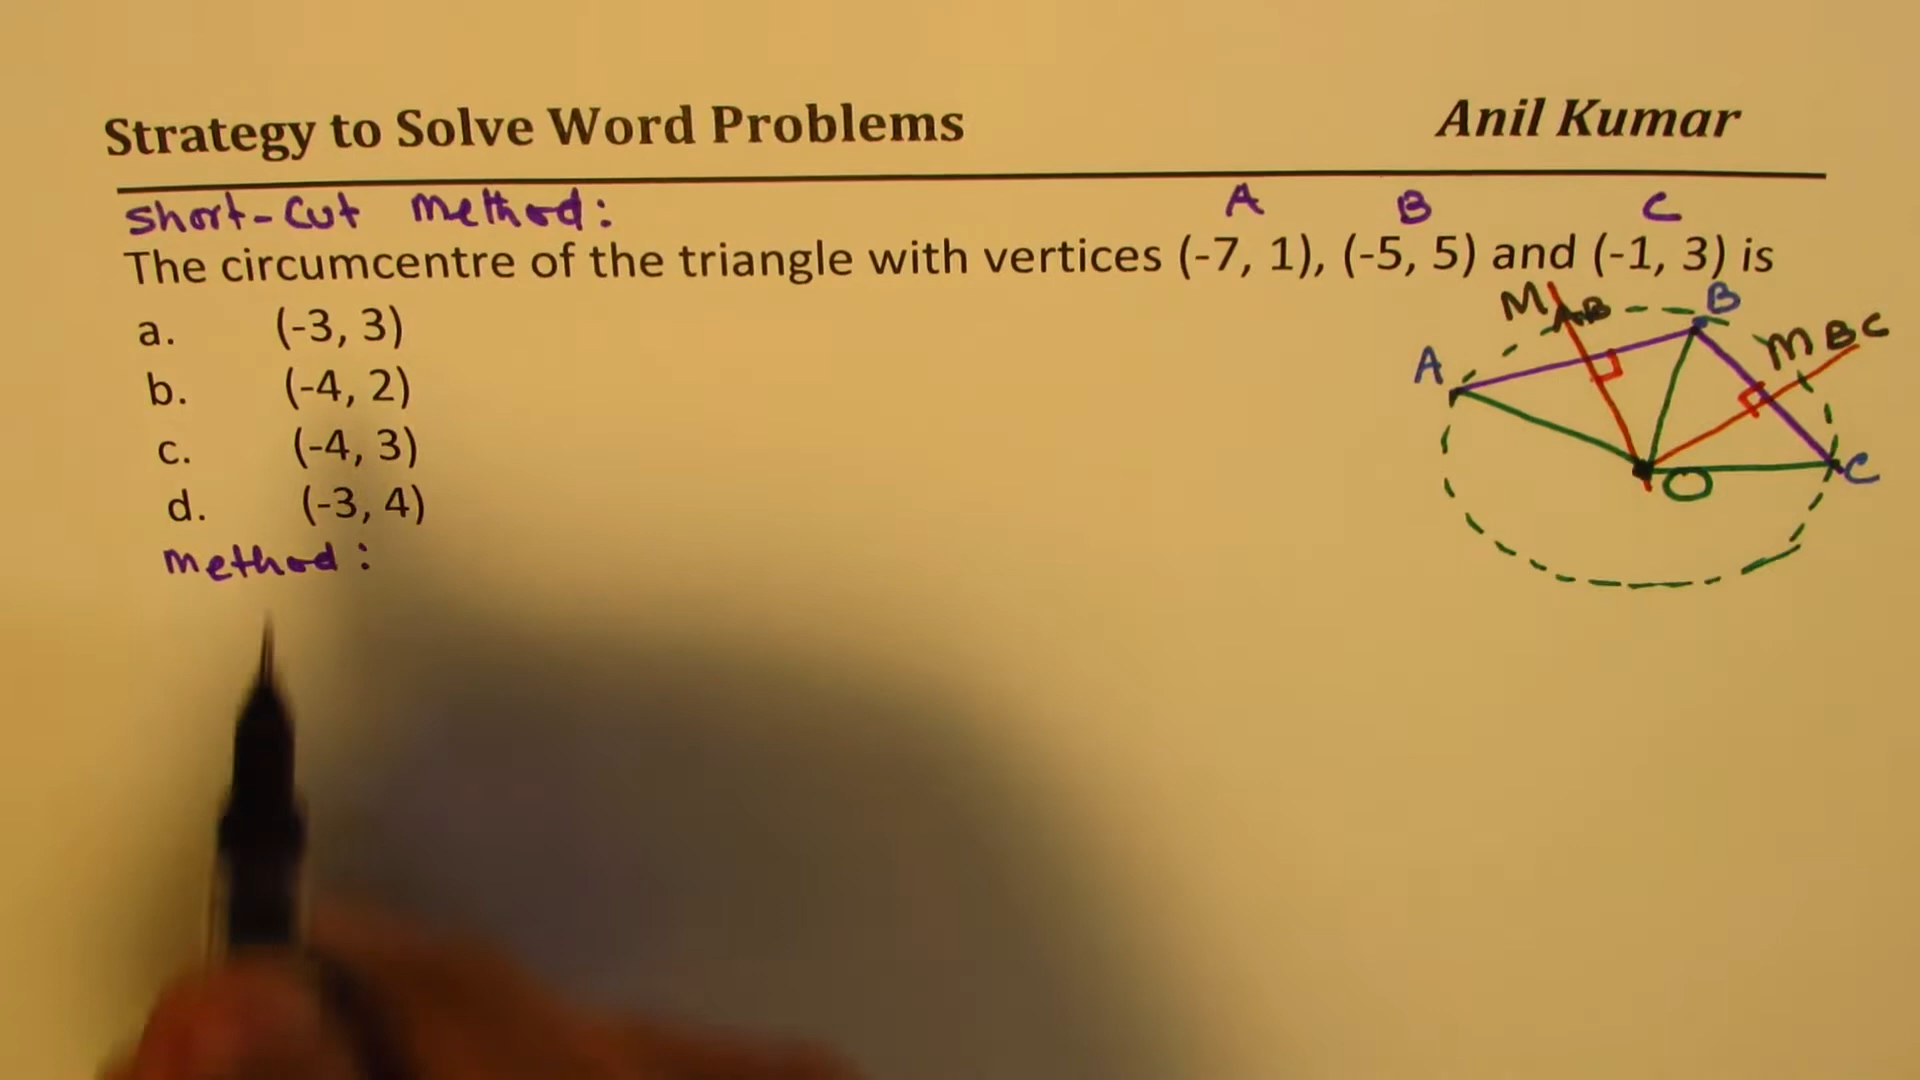 Strategy to Solve Word Problems Anil Kumar
Short-Cut Method:
A B C
The circumcentre of the triangle with vertices (-7, 1), (-5, 5) and (-1, 3) is
a. (-3, 3)
b. (-4, 2)
c. (-4, 3)
d. (-3, 4)
Method:
MAB
B
MBC
A
O
C